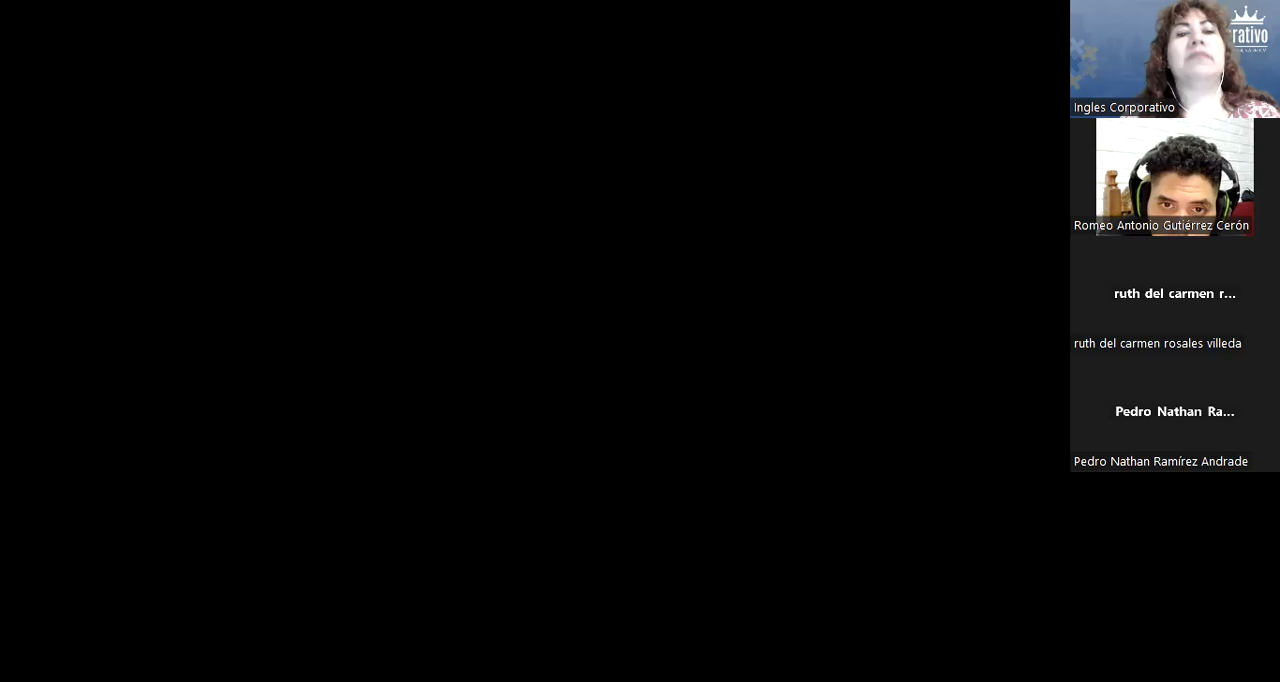 rativo
Ingles Corporativo
Romeo Antonio Gutiérrez Cerón
ruth del carmen r...
ruth del carmen rosales villeda
Pedro Nathan Ra...
Pedro Nathan Ramírez Andrade